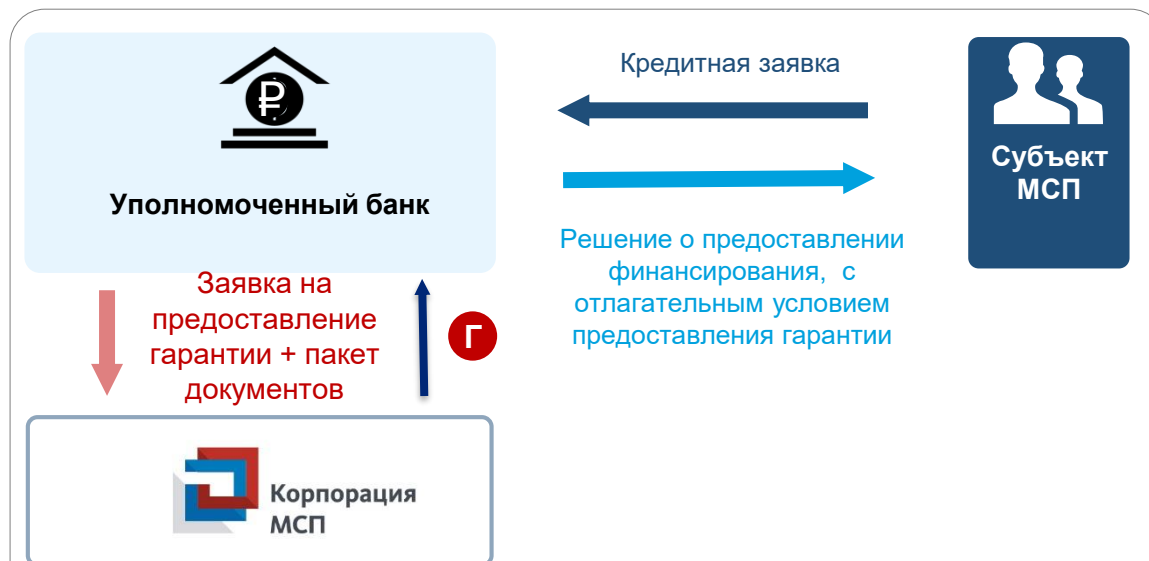 Кредитная заявка
₽
Уполномоченный банк
Субъект
МСП
Решение о предоставлении
финансирования, с
отлагательным условием
предоставления гарантии
Заявка на
предоставление
гарантии + пакет
документов
Г
Корпорация
МСП